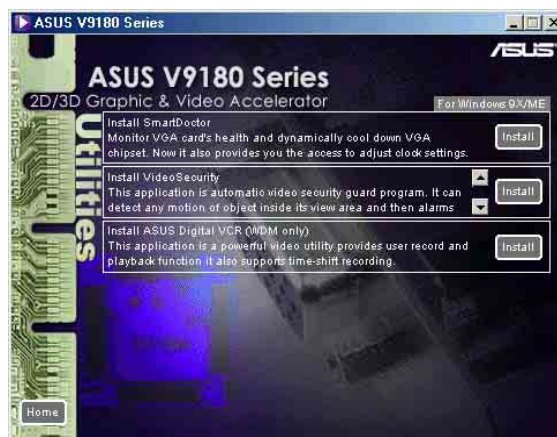 ASUS V9180 Series
ASUS
ASUS V9180 Series
2D/3D Graphic & Video Accelerator
For Windows 9X/ME
Utilities
Install SmartDoctor
Monitor VGA card's health and dynamically cool down VGA
chipset. Now it also provides you the access to adjust clock settings.
Install
Install VideoSecurity
This application is automatic video security guard program. It can
detect any motion of object inside its view area and then alarms
Install
Install ASUS Digital VCR (WDM only)
This application is a powerful video utility provides user record and
playback function it also supports time-shift recording.
Install
Home